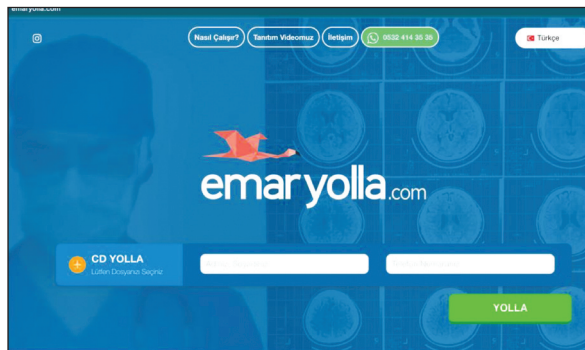 emaryolla.com
Nasıl Çalışır? Tanıtım Videomuz İletişim 0532 414 35 35 Türkçe
emaryolla.com
CD YOLLA
Lütfen Dosyanızı Seçiniz
YOLLA